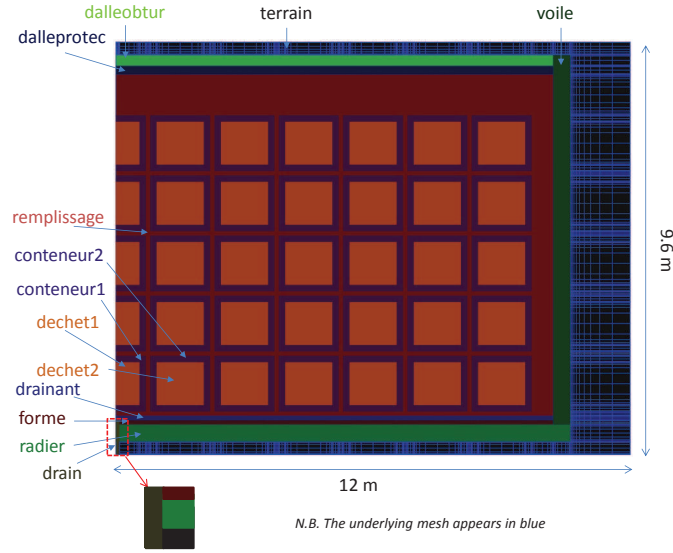 dalleobtur
terrain
voile
dalleprotec
remplissage
conteneur2
conteneur1
dechet1
dechet2
drainant
forme
radier
drain
9.6 m
12 m
N.B. The underlying mesh appears in blue